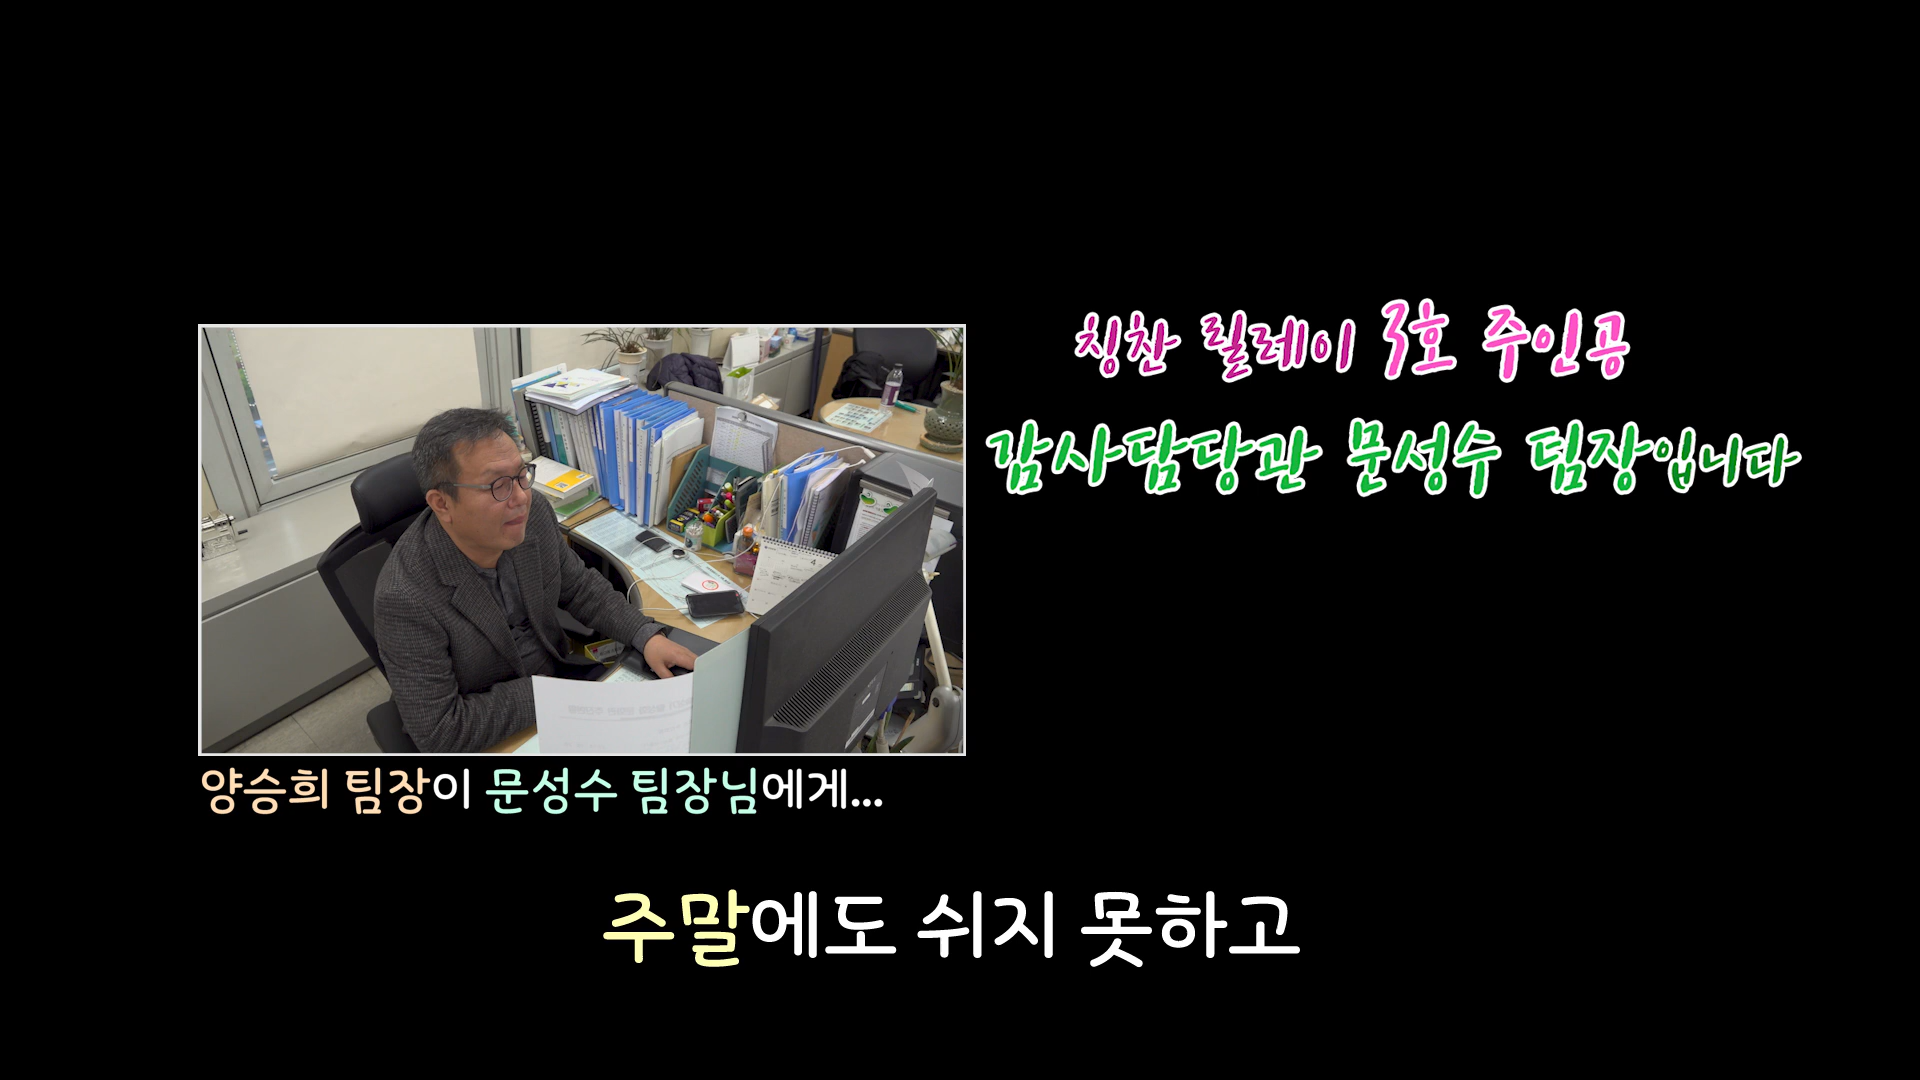 칭찬 릴레이 3호 주인공
감사담당관 문성수 팀장입니다
4
양승희 팀장이 문성수 팀장님에게...
주말에도 쉬지 못하고